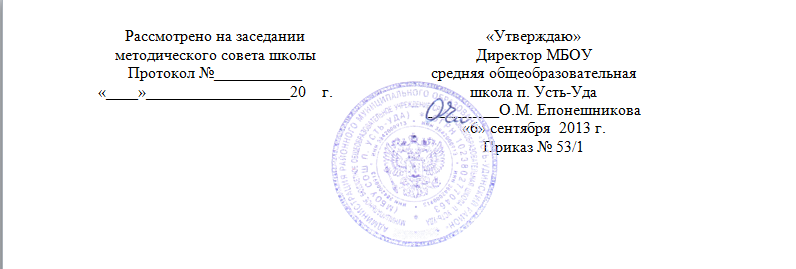 Рассмотрено на заседании
методического совета школы
Протокол №___________
«____»__________________20    г.
«Утверждаю»
Директор МБОУ
средняя общеобразовательная
школа п. Усть-Уда
_________О.М. Епонешникова
«6» сентября  2013 г.
Приказ № 53/1